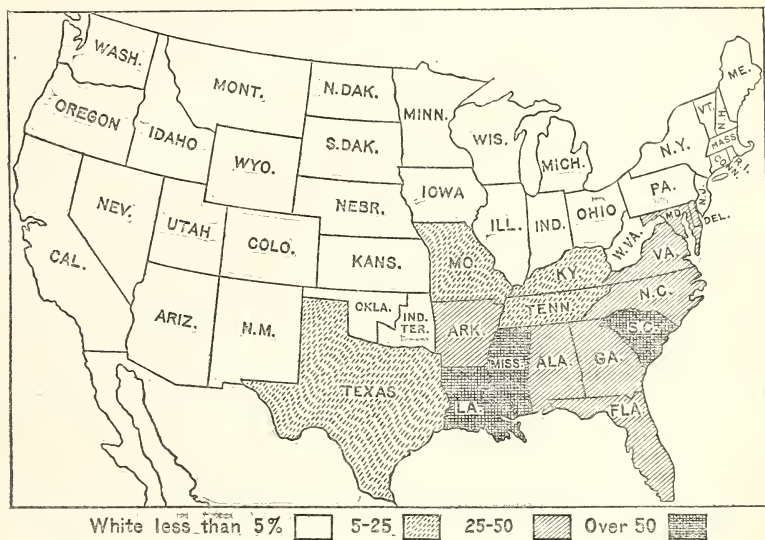 WASH.
OREGON
IDAHO
MONT.
N. DAK.
MINN.
S. DAK.
WYO.
WIS.
MICH.
N.Y.
ME.
VT.
N.H.
MASS
CONN.
R.I.
NEV.
UTAH
COLO.
NEBR.
IOWA
ILL.
IND.
OHIO
PA.
N.J.
MD.
DEL.
W.VA.
VA.
CAL.
KANS.
MO.
KY.
ARIZ.
N.M.
OKLA.
IND.
TER.
ARK.
TENN.
N.C.
S.C.
TEXAS
LA.
MISS.
ALA.
GA.
FLA.
White less than 5% 5-25 25-50 Over 50